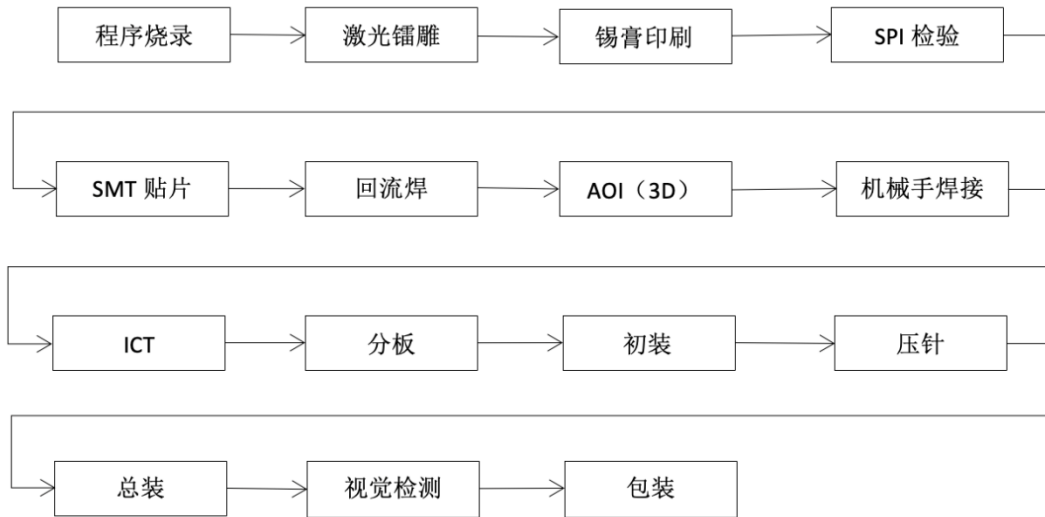 程序烧录
激光镭雕
锡膏印刷
SPI 检验
SMT 贴片
回流焊
AOI（3D）
机械手焊接
ICT
分板
初装
压针
总装
视觉检测
包装